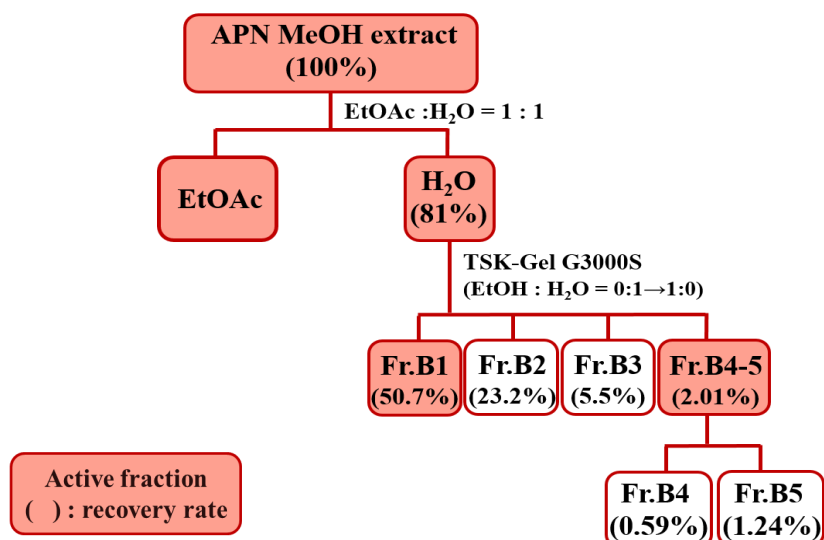 APN MeOH extract
(100%)
EtOAc :H₂O = 1 : 1
EtOAc
H₂O
(81%)
TSK-Gel G3000S
(EtOH : H₂O = 0:1→1:0)
Fr.B1
(50.7%)
Fr.B2
(23.2%)
Fr.B3
(5.5%)
Fr.B4-5
(2.01%)
Fr.B4
(0.59%)
Fr.B5
(1.24%)
Active fraction
( ) : recovery rate